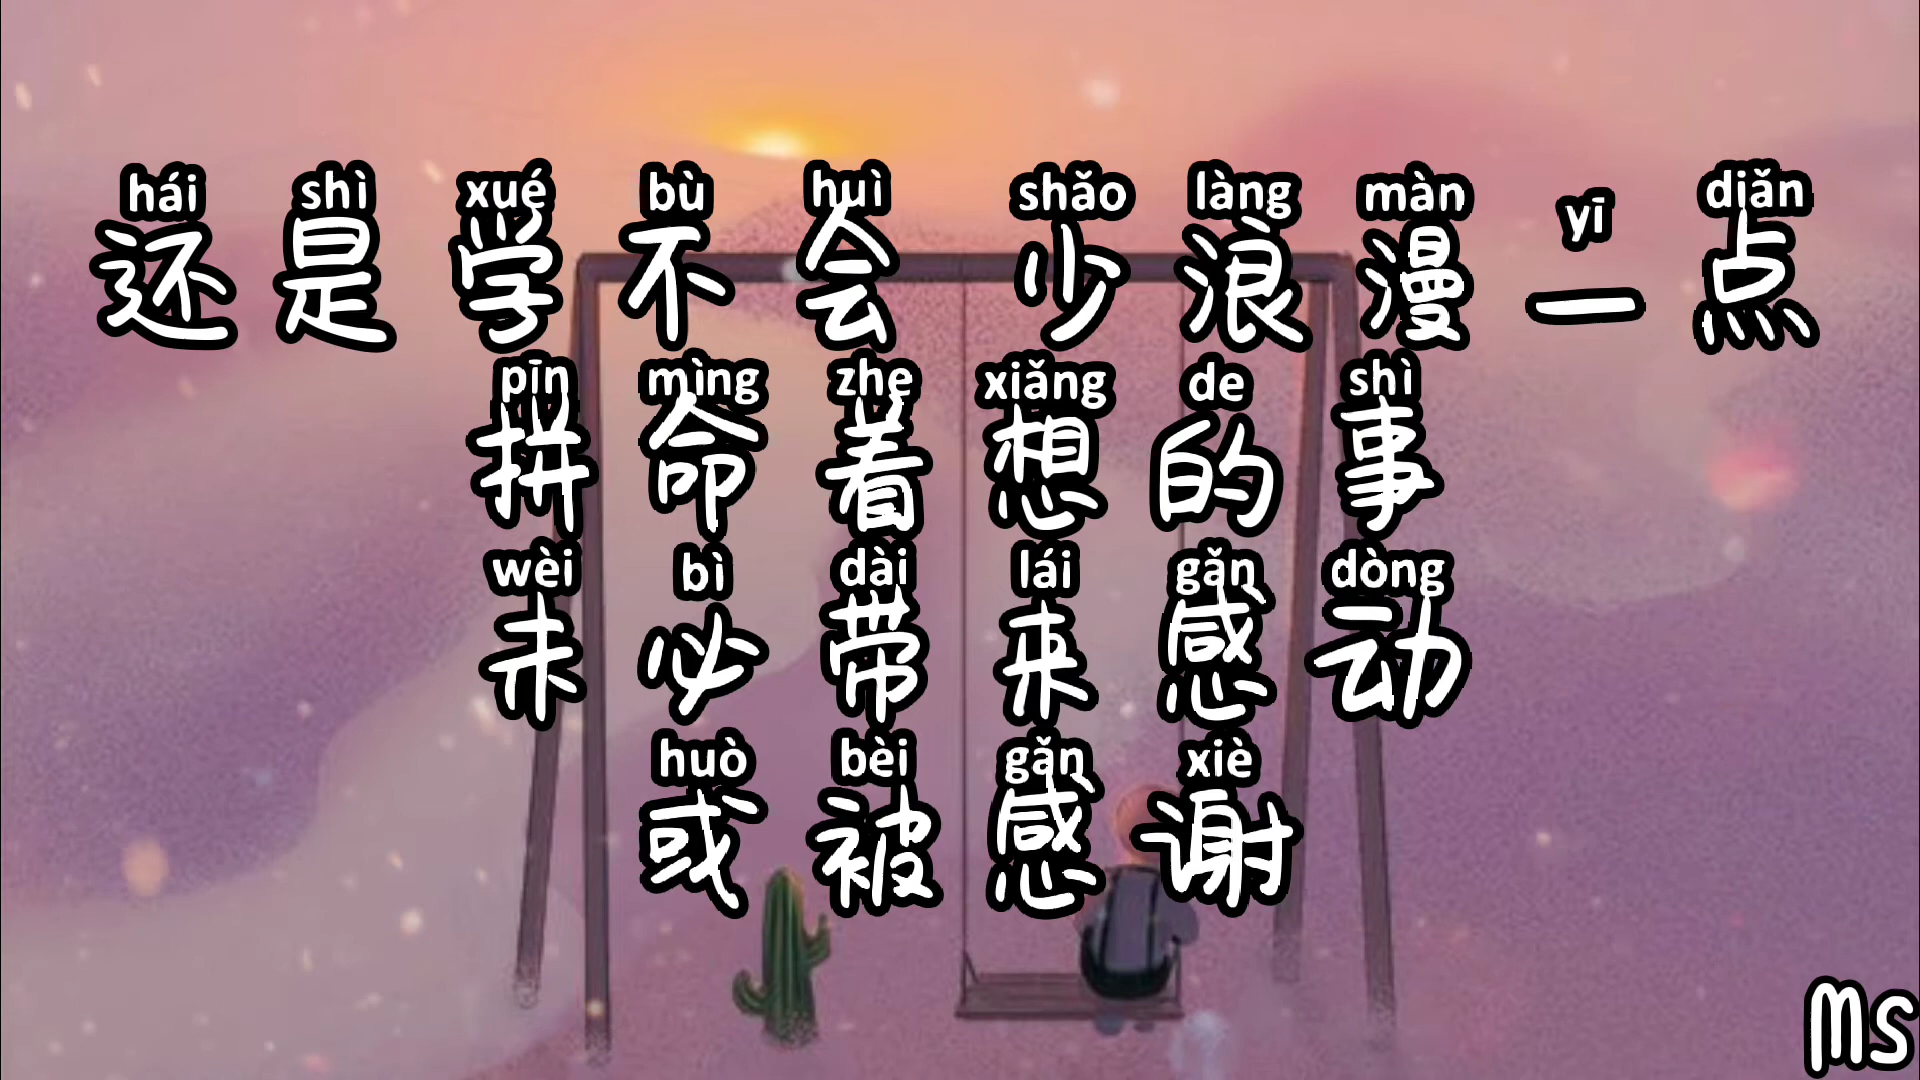 hái shì xué bù huì shǎo làng màn yī diǎn
还是学不会 少浪漫一点
pīn mìng zhe xiǎng de shì
拼命着想的事
wèi bì dài lái gǎn dòng
未必带来感动
huò bèi gǎn xiè
或被感谢
Ms